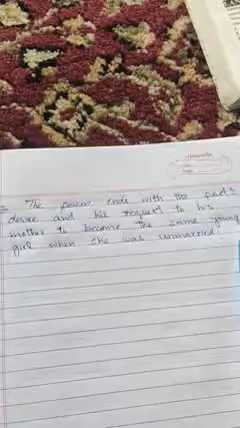 The poem ends with the poet's
desire and his request to his
mother to become the same young
girl when she was unmarried.